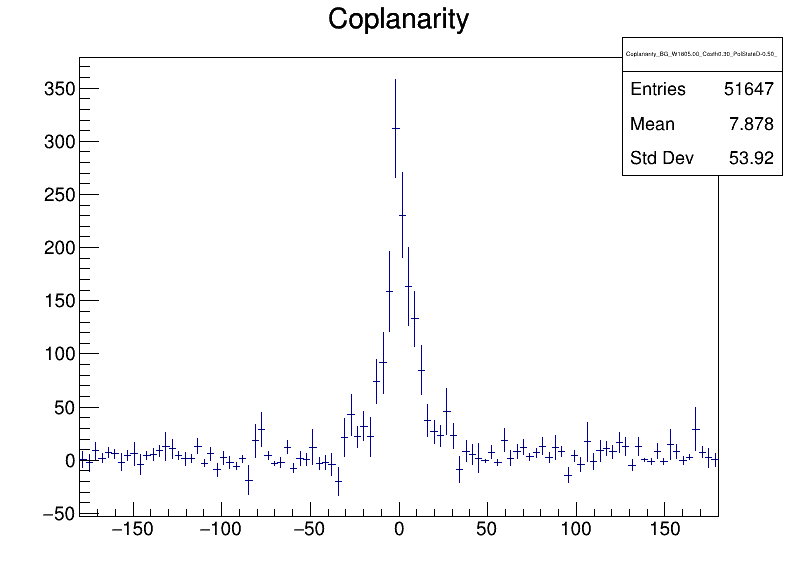 Coplanarity
Coplanarity_BG_W1805.00_Costh0.30_PolStateD-0.50_
Entries 51647
Mean 7.878
Std Dev 53.92
350
300
250
200
150
100
50
0
−50
−150 −100 −50 0 50 100 150